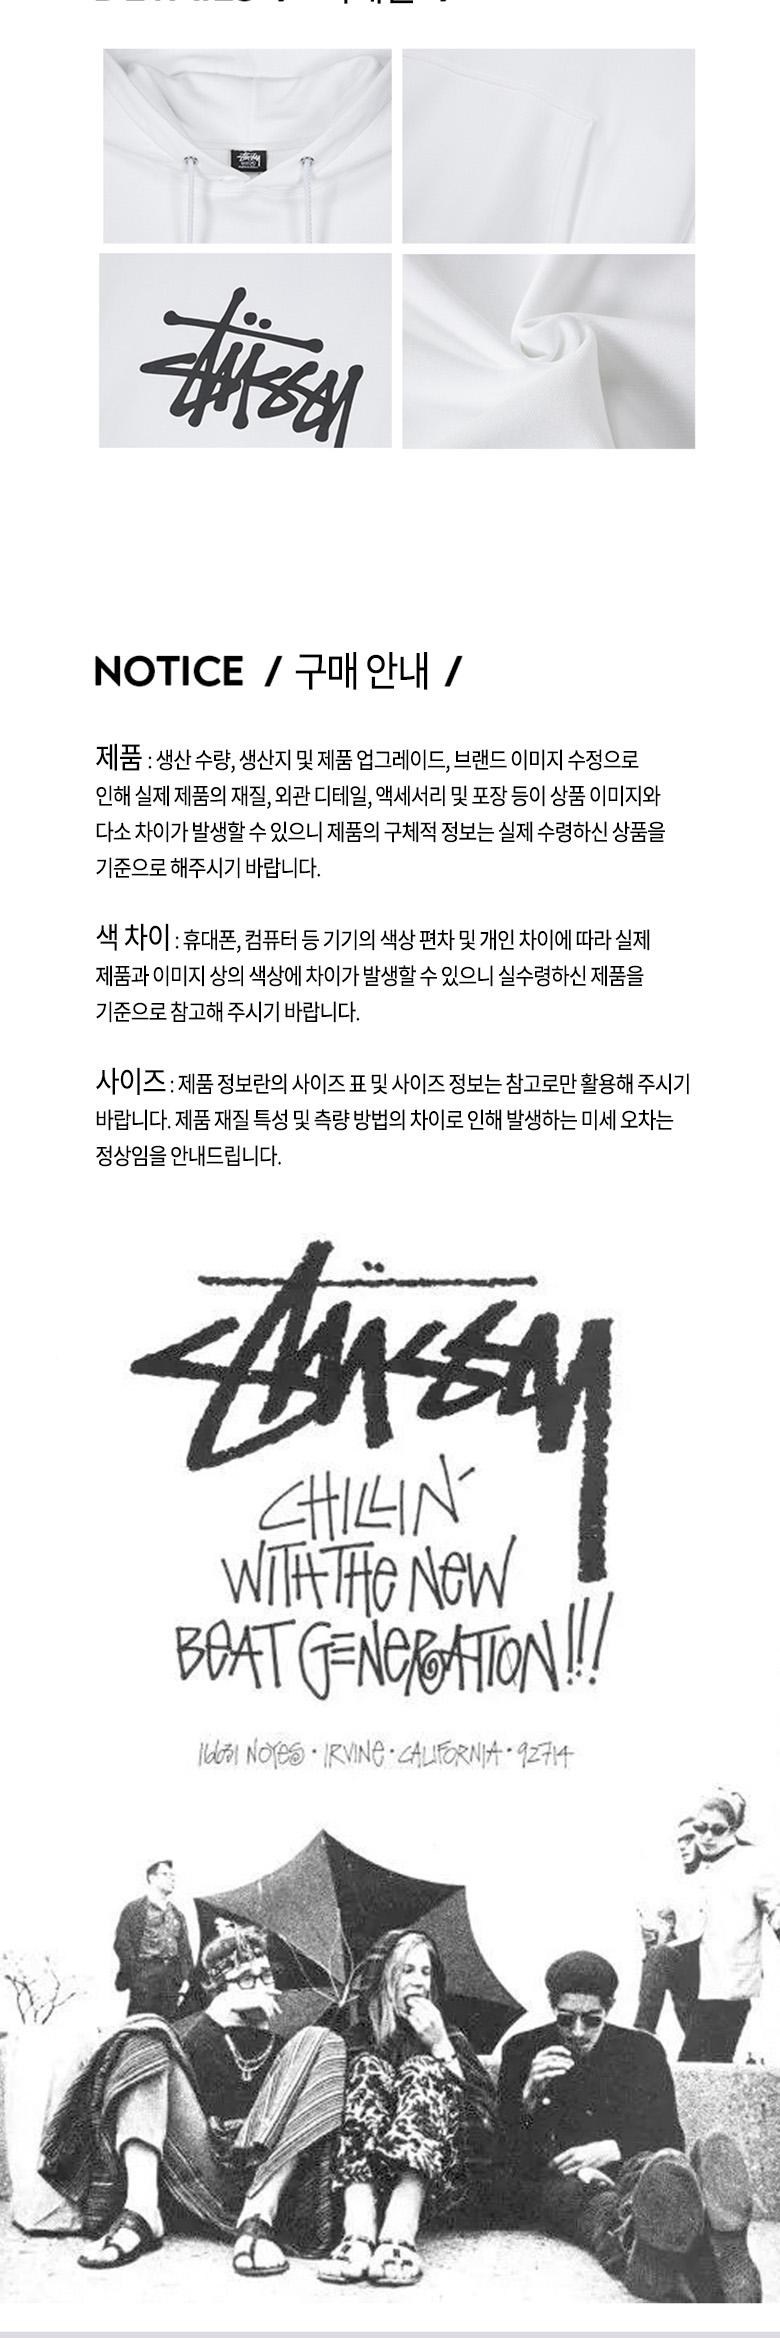 Stüssy
Stüssy
NOTICE / 구매 안내 /
제품 : 생산 수량, 생산지 및 제품 업그레이드, 브랜드 이미지 수정으로
인해 실제 제품의 재질, 외관 디테일, 액세서리 및 포장 등이 상품 이미지와
다소 차이가 발생할 수 있으니 제품의 구체적 정보는 실제 수령하신 상품을
기준으로 해주시기 바랍니다.
색 차이 : 휴대폰, 컴퓨터 등 기기의 색상 편차 및 개인 차이에 따라 실제
제품과 이미지 상의 색상에 차이가 발생할 수 있으니 실수령하신 제품을
기준으로 참고해 주시기 바랍니다.
사이즈 : 제품 정보란의 사이즈 표 및 사이즈 정보는 참고로만 활용해 주시기
바랍니다. 제품 재질 특성 및 측량 방법의 차이로 인해 발생하는 미세 오차는
정상임을 안내드립니다.
Stüssy
CHILLIN'
WITH THE NEW
BEAT GENERATION!!!
16631 NOYES · IRVINE · CALIFORNIA · 92714